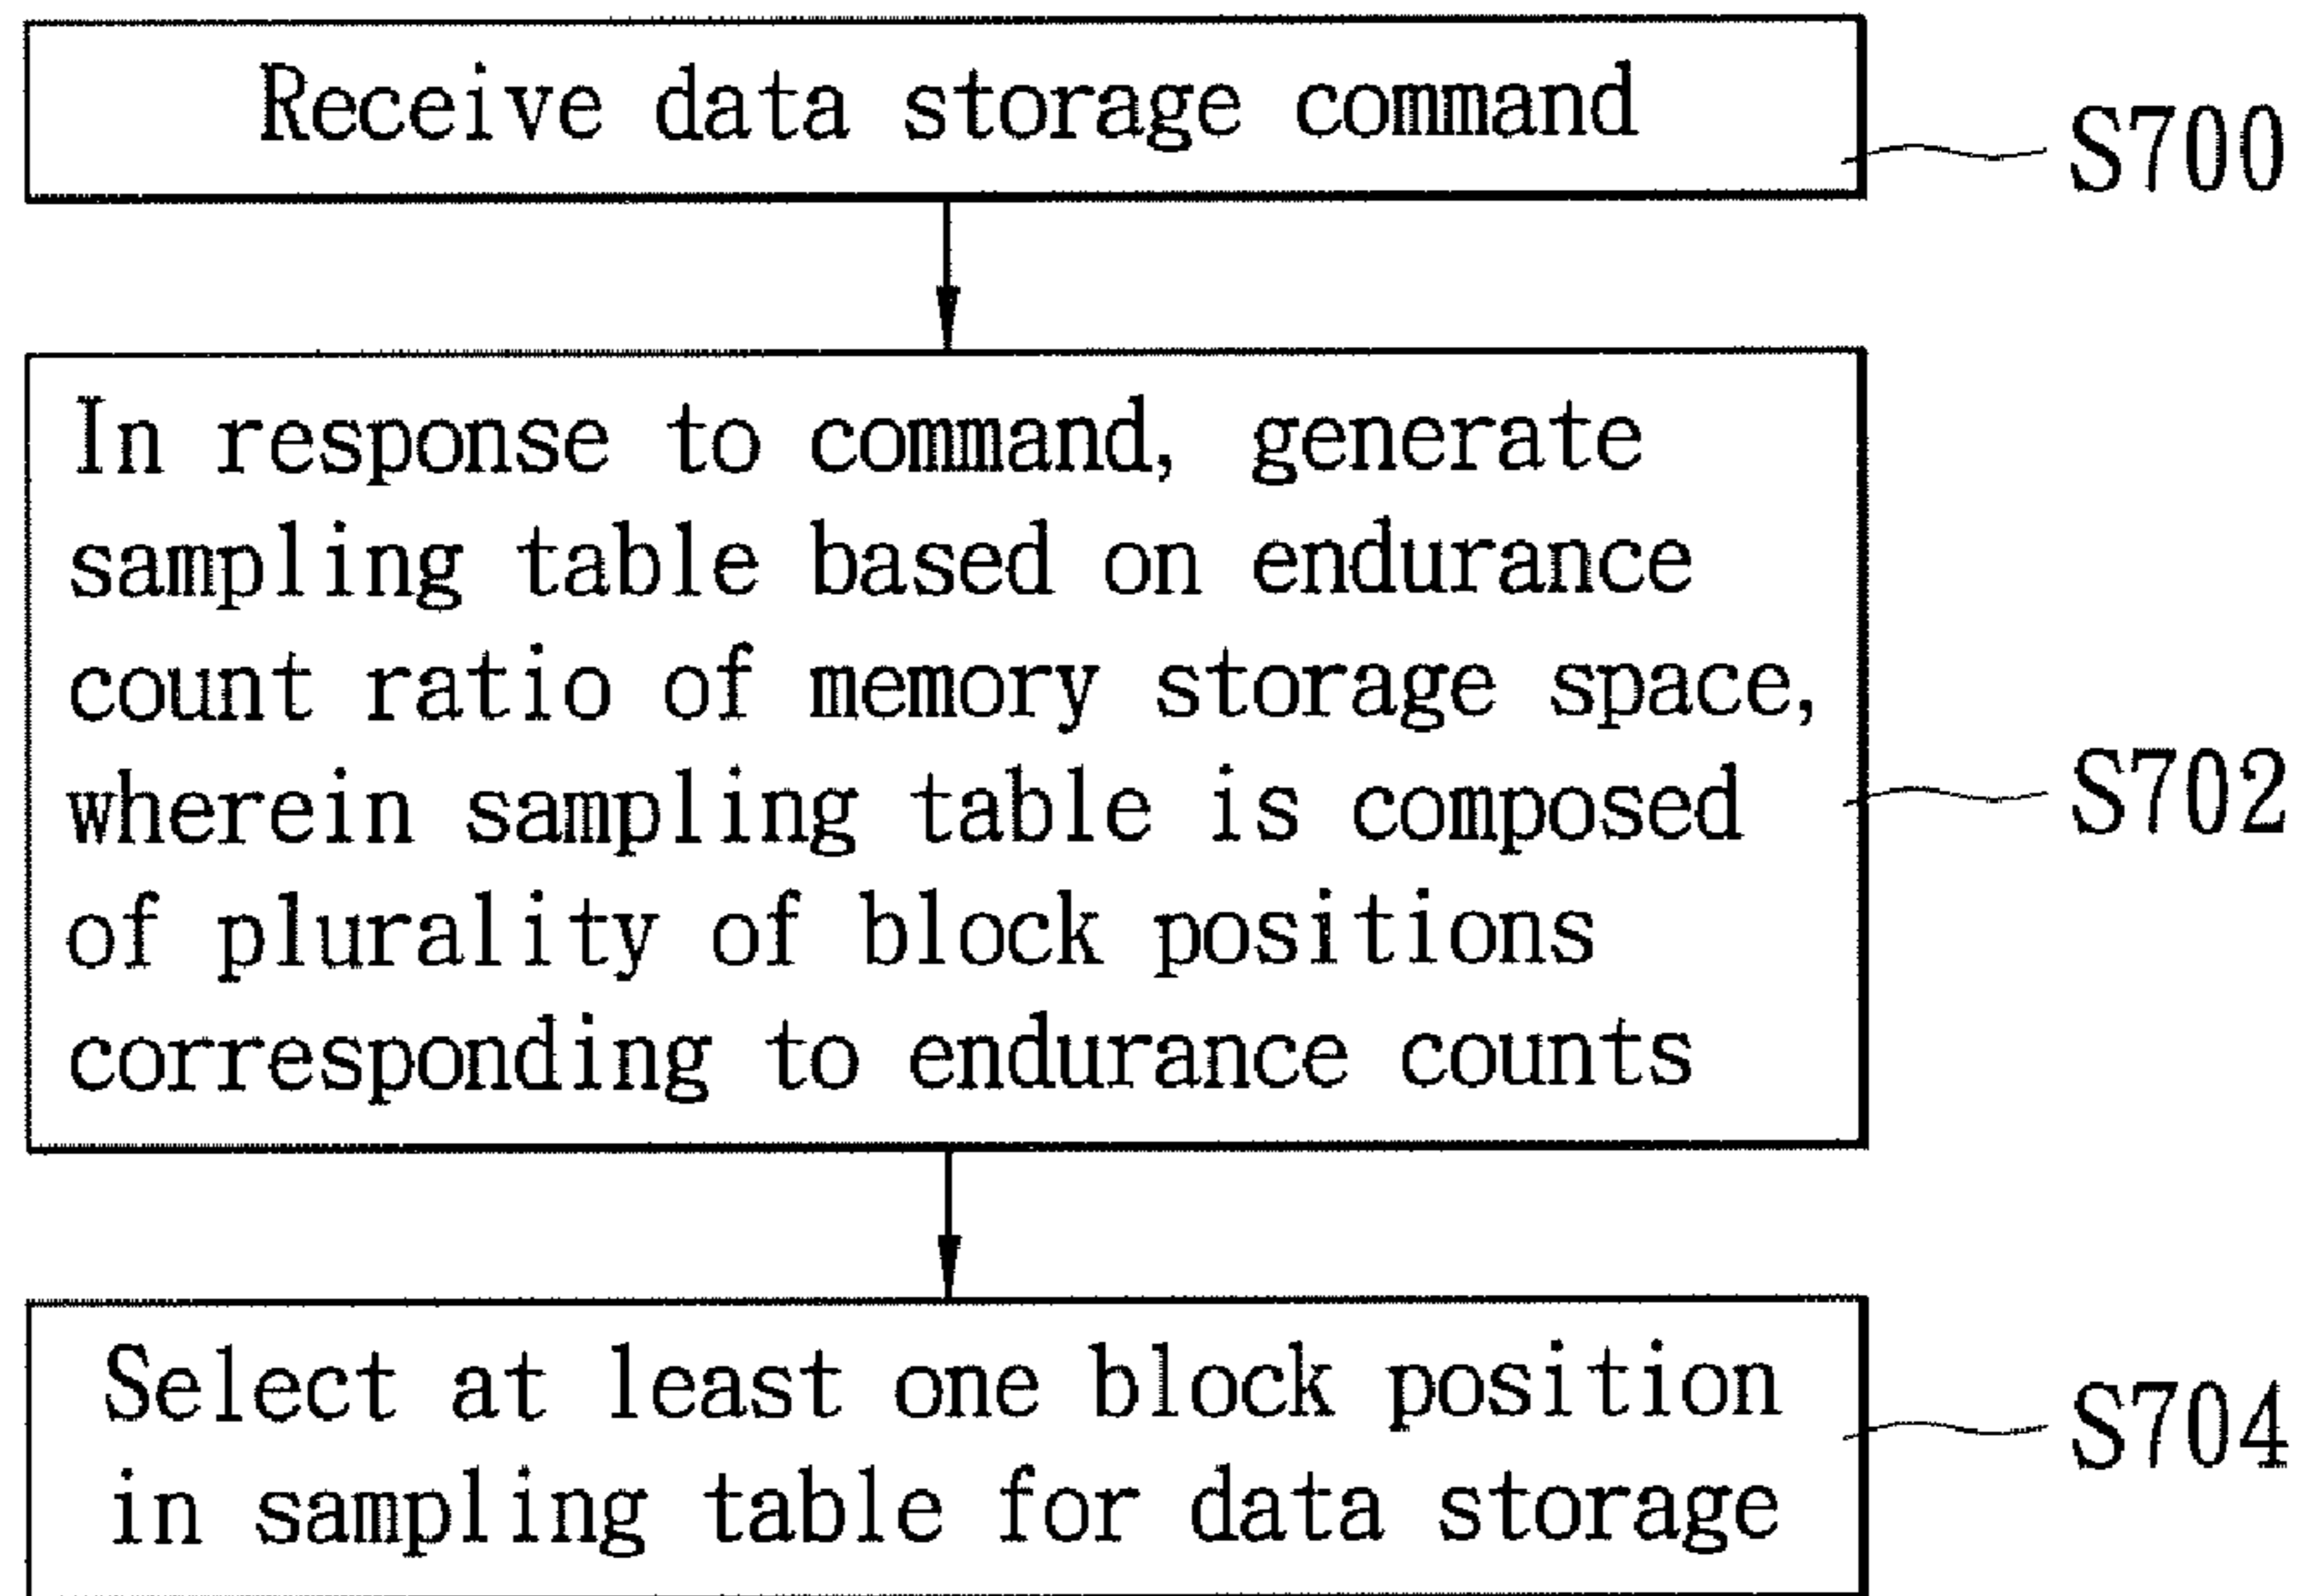 Receive data storage command
S700
In response to command, generate
sampling table based on endurance
count ratio of memory storage space,
wherein sampling table is composed
S702
of plurality of block positions
corresponding to endurance counts
Select at least one block position
S704
in sampling table for data storage